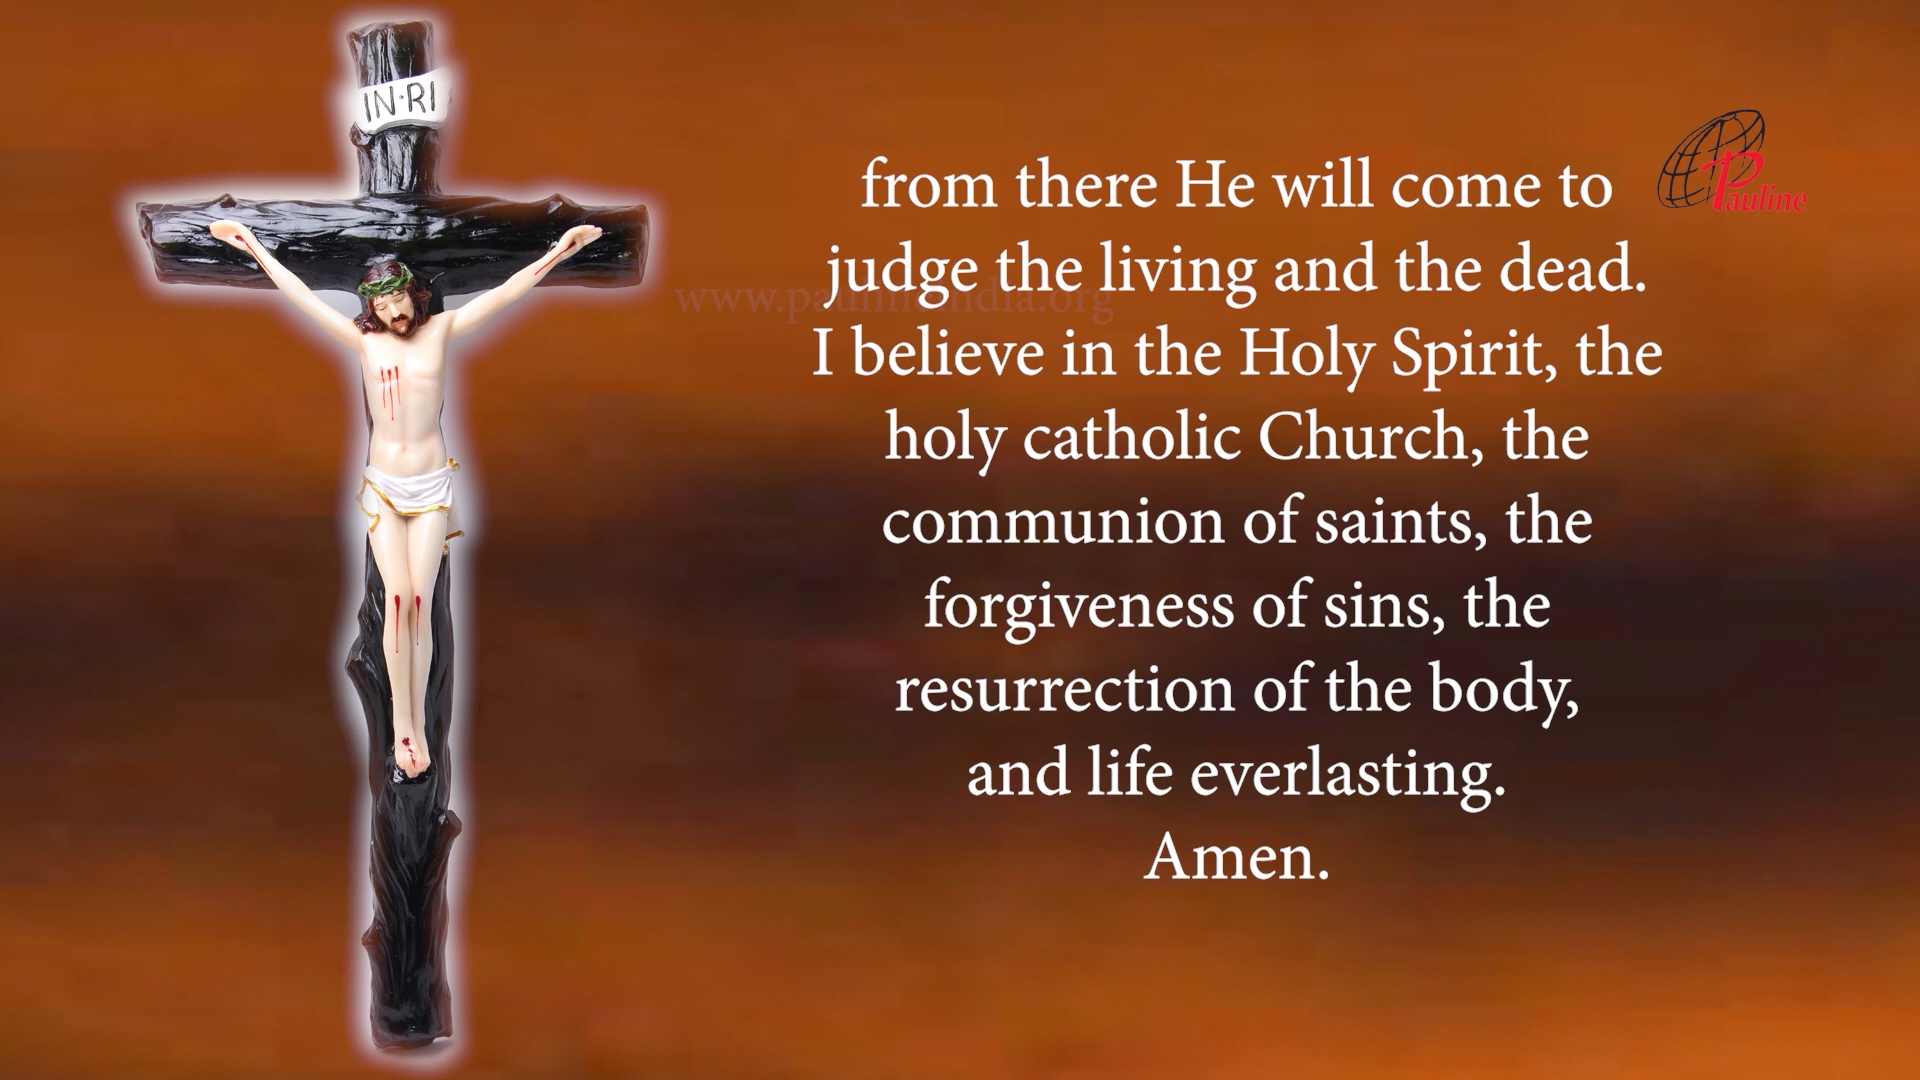 IN·RI
from there He will come to
judge the living and the dead.
I believe in the Holy Spirit, the
holy catholic Church, the
communion of saints, the
forgiveness of sins, the
resurrection of the body,
and life everlasting.
Amen.
Pauline